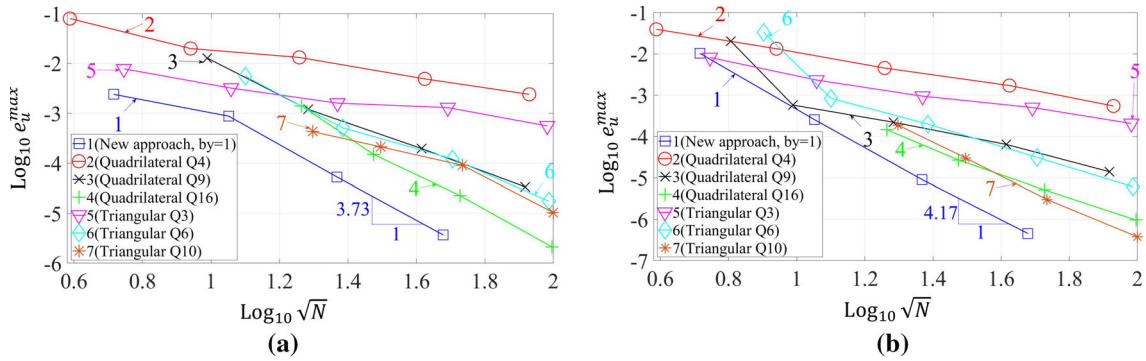 -1
-2
-3
-4
-5
-6
0.6 0.8 1 1.2 1.4 1.6 1.8 2
Log₁₀ e_u^max
Log₁₀ √N
2
3
5
1
7
4
6
3.73
1
1(New approach, by=1)
2(Quadrilateral Q4)
3(Quadrilateral Q9)
4(Quadrilateral Q16)
5(Triangular Q3)
6(Triangular Q6)
7(Triangular Q10)
(a)
-1
-2
-3
-4
-5
-6
-7
0.6 0.8 1 1.2 1.4 1.6 1.8 2
Log₁₀ e_u^max
Log₁₀ √N
2
6
5
1
3
4
7
4.17
1
1(New approach, by=1)
2(Quadrilateral Q4)
3(Quadrilateral Q9)
4(Quadrilateral Q16)
5(Triangular Q3)
6(Triangular Q6)
7(Triangular Q10)
(b)